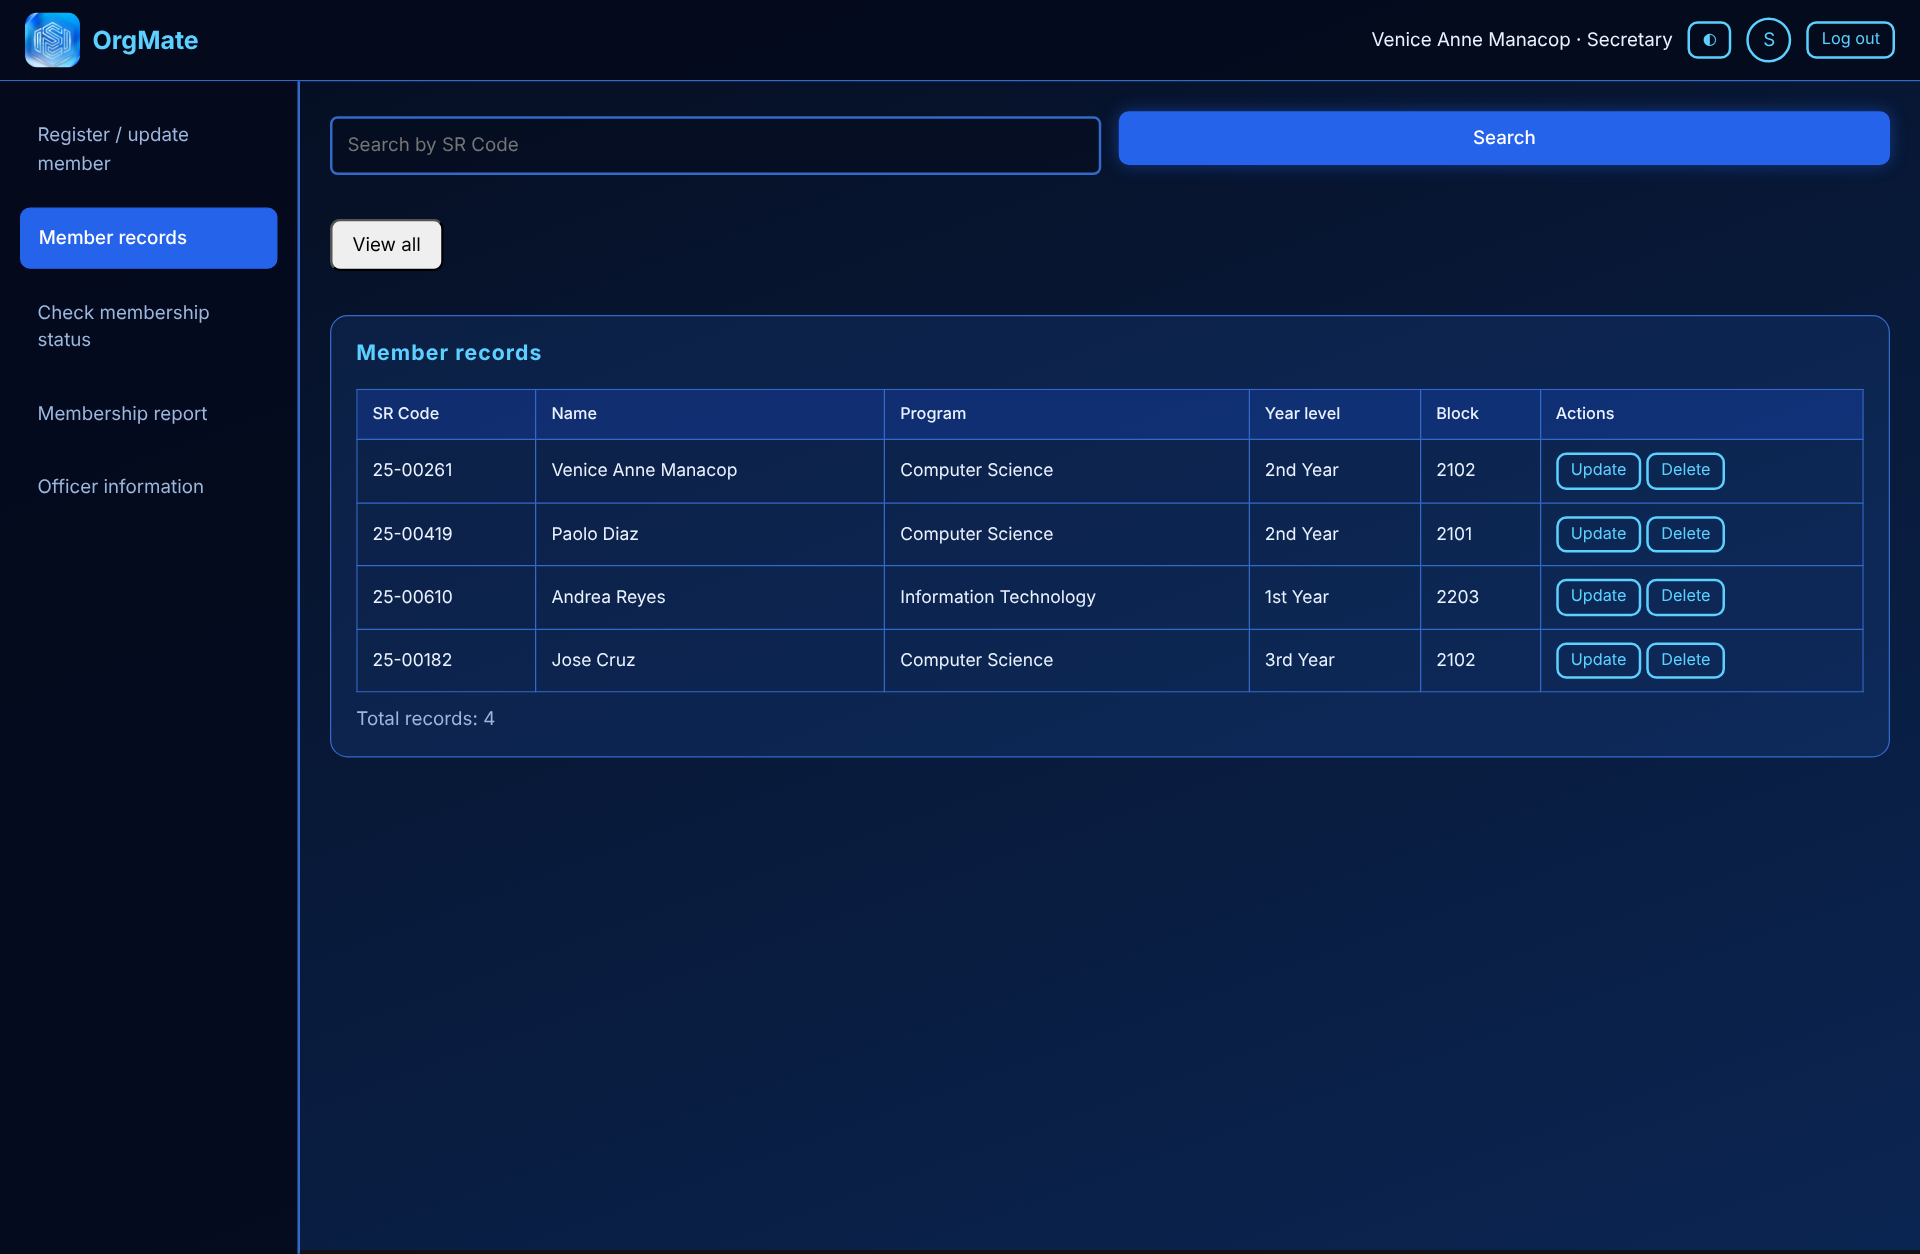 OrgMate
Venice Anne Manacop · Secretary
◐
S
Log out
Register / update
member
Member records
Check membership
status
Membership report
Officer information
Search by SR Code
Search
View all
Member records
SR Code Name Program Year level Block Actions
25-00261 Venice Anne Manacop Computer Science 2nd Year 2102 Update Delete
25-00419 Paolo Diaz Computer Science 2nd Year 2101 Update Delete
25-00610 Andrea Reyes Information Technology 1st Year 2203 Update Delete
25-00182 Jose Cruz Computer Science 3rd Year 2102 Update Delete
Total records: 4